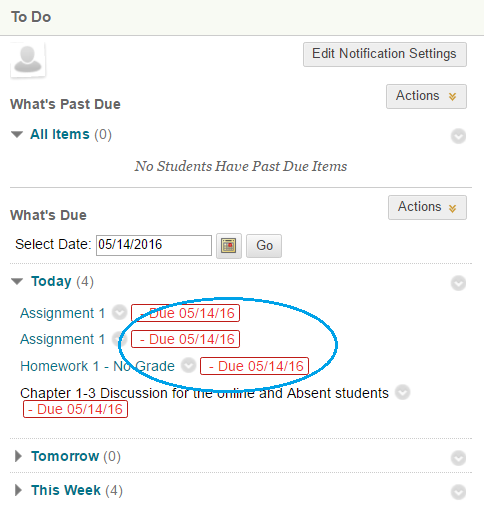 To Do
Edit Notification Settings
Actions
What's Past Due
All Items (0)
No Students Have Past Due Items
Actions
What's Due
Select Date: 05/14/2016 Go
Today (4)
Assignment 1 - Due 05/14/16
Assignment 1 - Due 05/14/16
Homework 1 - No Grade - Due 05/14/16
Chapter 1-3 Discussion for the online and Absent students
- Due 05/14/16
Tomorrow (0)
This Week (4)